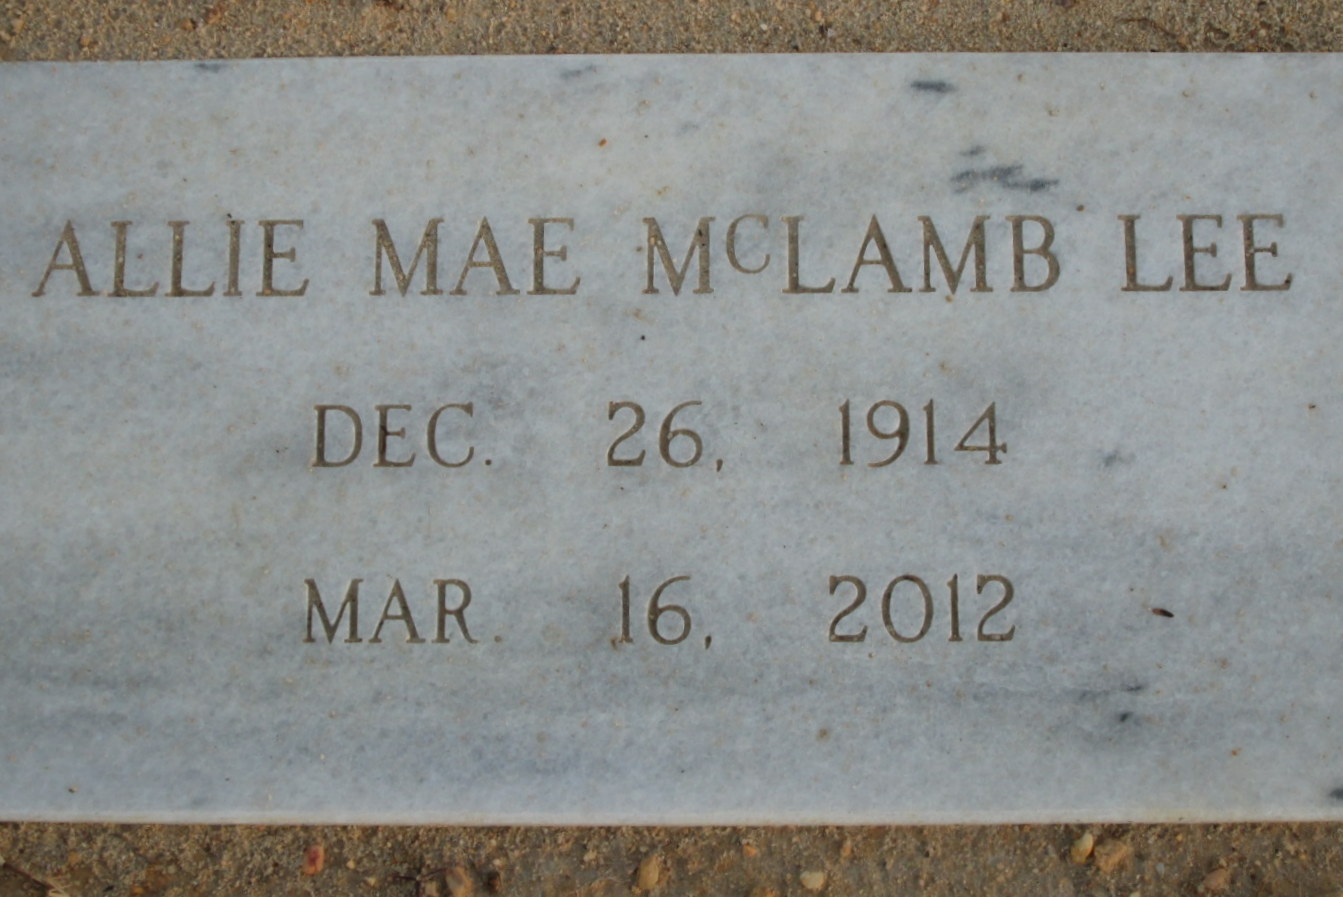 ALLIE MAE McLAMB LEE
DEC. 26, 1914
MAR. 16, 2012